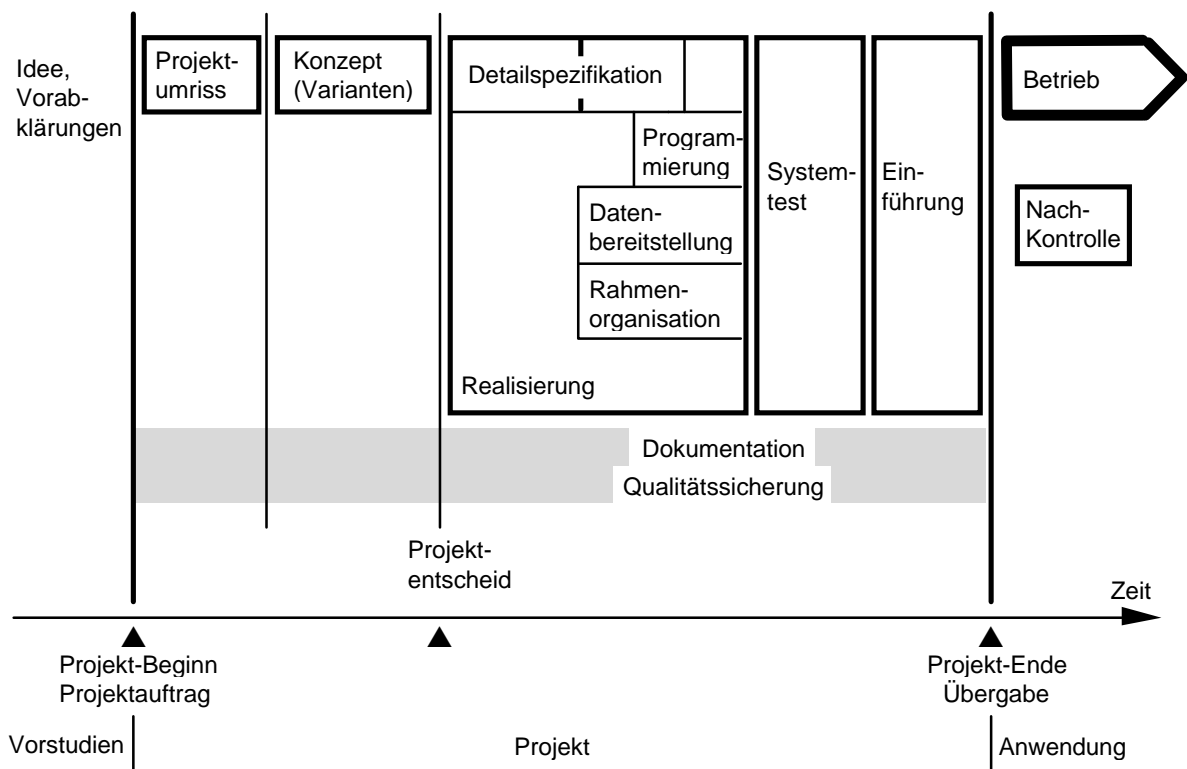 Idee,
Vorab-
klärungen
Projekt-
umriss
Konzept
(Varianten)
Detailspezifikation
Program-
mierung
Daten-
bereitstellung
Rahmen-
organisation
Realisierung
System-
test
Ein-
führung
Betrieb
Nach-
Kontrolle
Dokumentation
Qualitätssicherung
Projekt-
entscheid
Zeit
Projekt-Beginn
Projektauftrag
Projekt-Ende
Übergabe
Vorstudien
Projekt
Anwendung